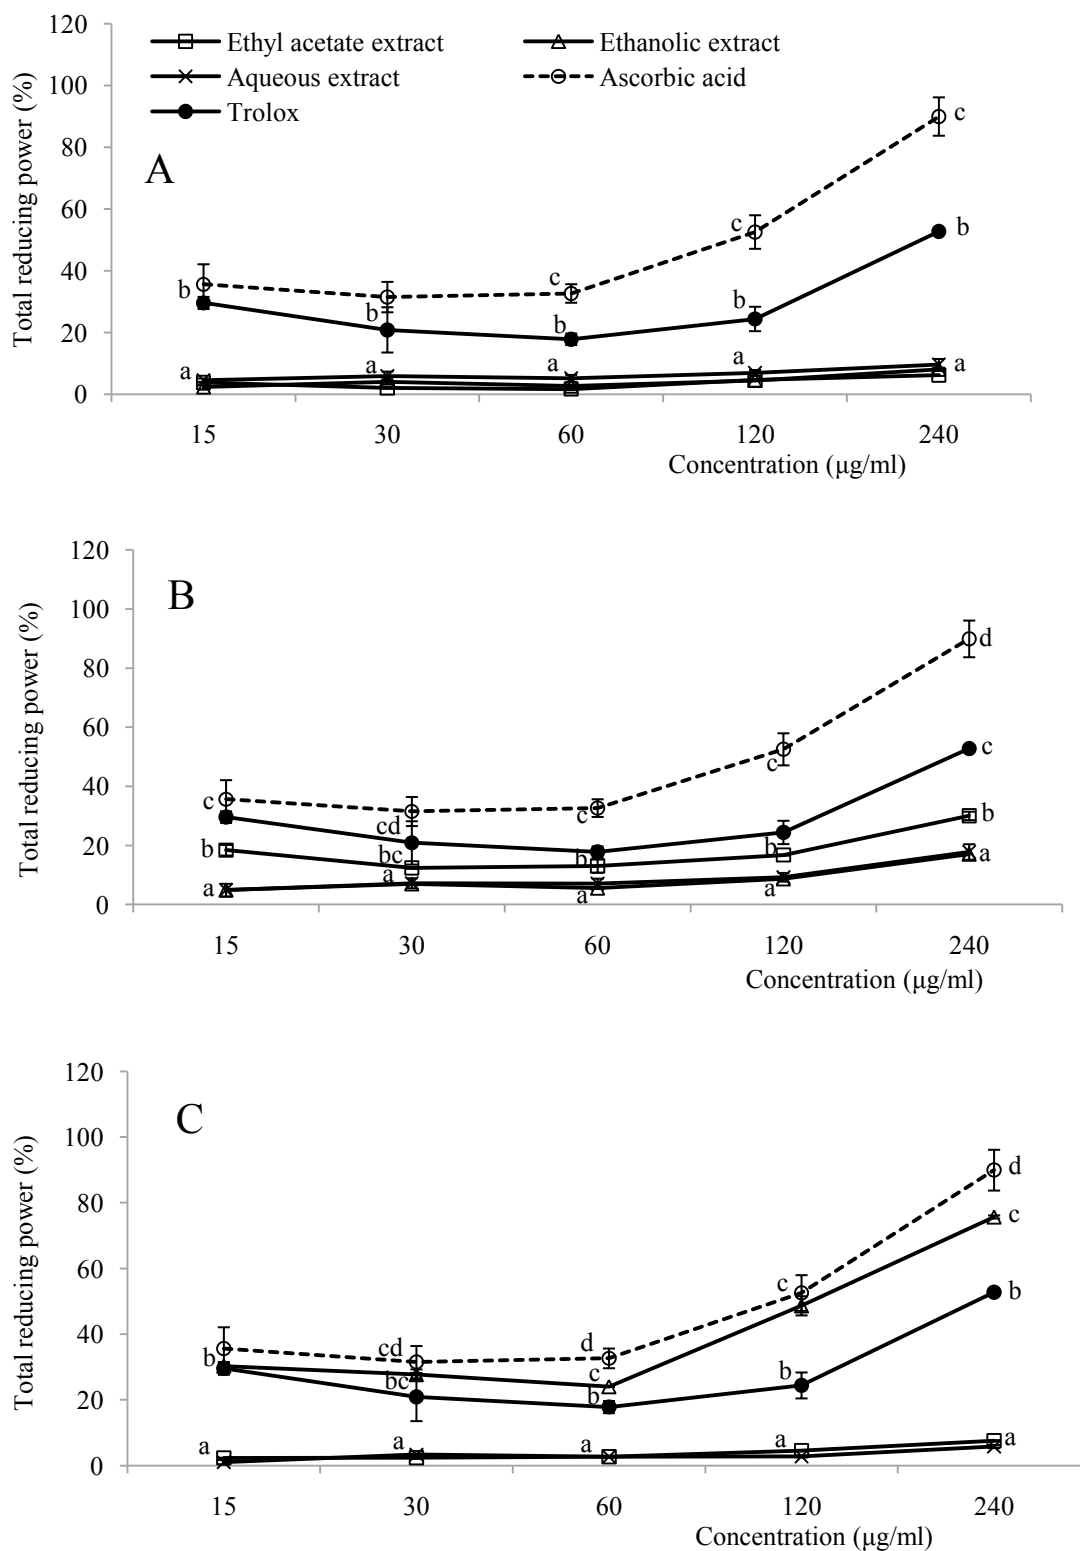 120
Ethyl acetate extract
Ethanolic extract
100
Aqueous extract
Ascorbic acid
Trolox
c
80
A
60
c
b
40
b
c
b
b
b
20
a
a
a
a
a
0
15 30 60 120 240
Total reducing power (%)
Concentration (μg/ml)
120
B
100
d
80
60
c
c
40
c
cd
c
b
20
b
bc
b
b
a
a
a
a
a
0
15 30 60 120 240
Total reducing power (%)
Concentration (μg/ml)
120
C
100
d
80
c
60
c
b
40
b
cd
d
bc
c
b
b
20
a
a
a
a
a
0
15 30 60 120 240
Total reducing power (%)
Concentration (μg/ml)